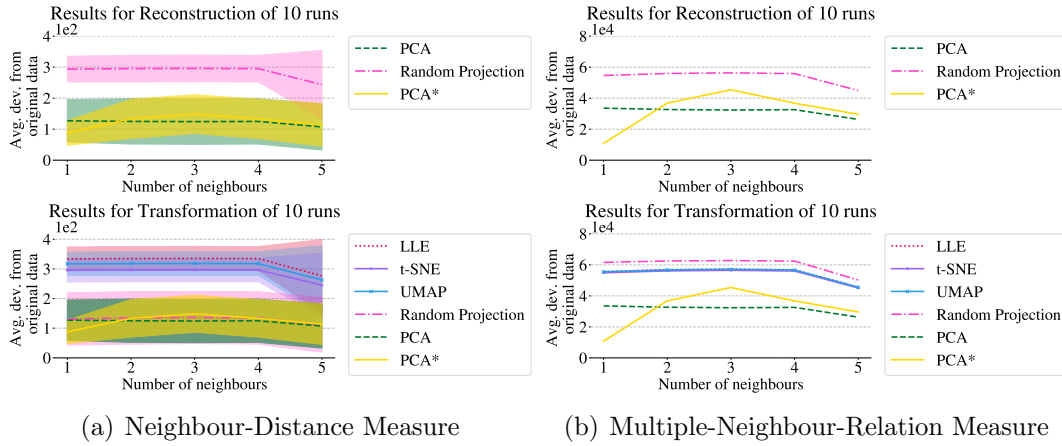 Results for Reconstruction of 10 runs
1e2
4
3
2
1
0
Avg. dev. from
original data
1 2 3 4 5
Number of neighbours
PCA
Random Projection
PCA*
Results for Reconstruction of 10 runs
1e4
8
6
4
2
0
Avg. dev. from
original data
1 2 3 4 5
Number of neighbours
PCA
Random Projection
PCA*
Results for Transformation of 10 runs
1e2
4
3
2
1
0
Avg. dev. from
original data
1 2 3 4 5
Number of neighbours
LLE
t-SNE
UMAP
Random Projection
PCA
PCA*
Results for Transformation of 10 runs
1e4
8
6
4
2
0
Avg. dev. from
original data
1 2 3 4 5
Number of neighbours
LLE
t-SNE
UMAP
Random Projection
PCA
PCA*
(a) Neighbour-Distance Measure
(b) Multiple-Neighbour-Relation Measure